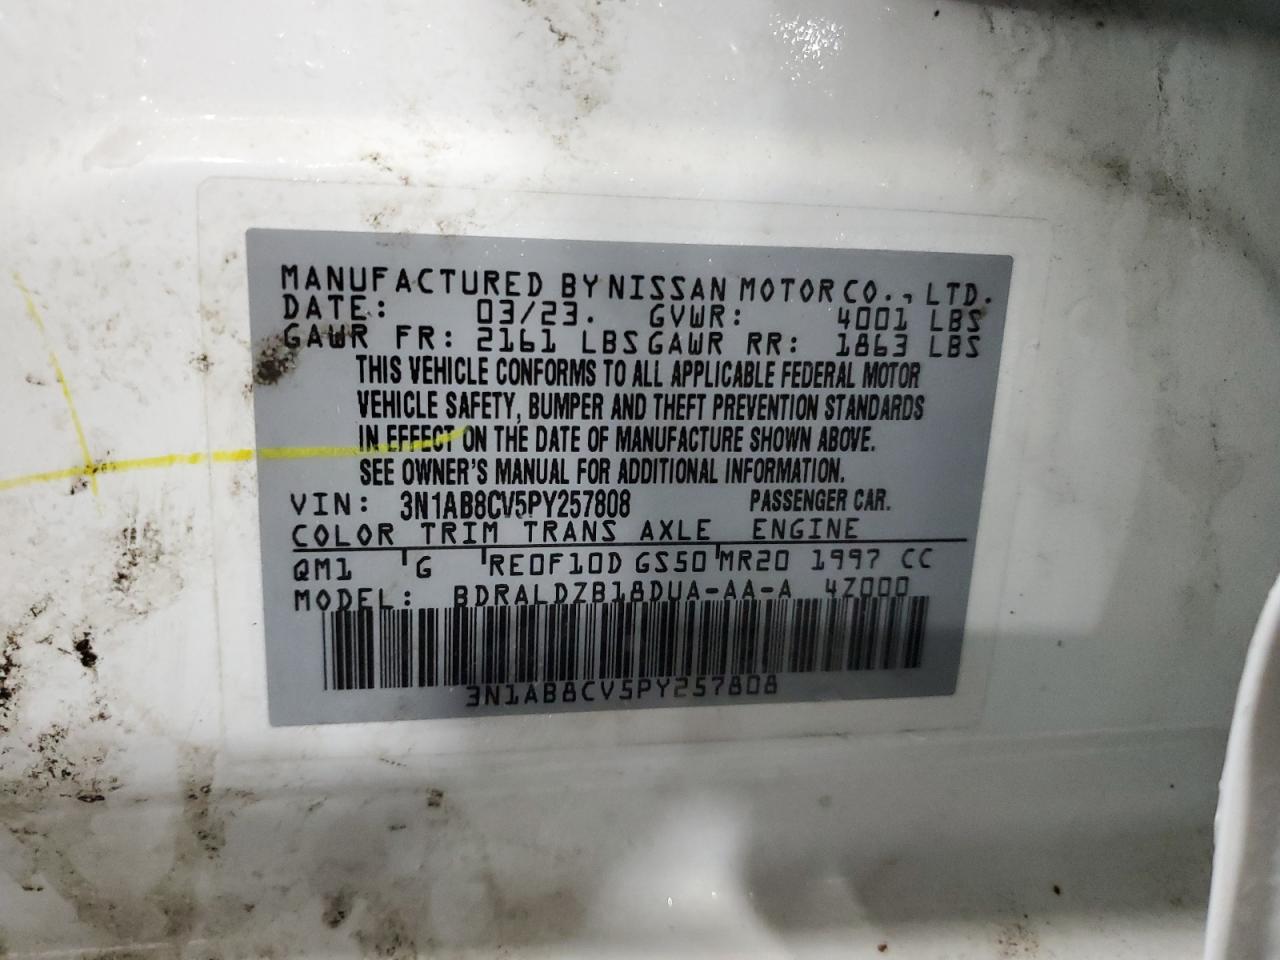 MANUFACTURED BY NISSAN MOTOR CO., LTD.
DATE: 03/23. GVWR: 4001 LBS
GAWR FR: 2161 LBS GAWR RR: 1863 LBS
THIS VEHICLE CONFORMS TO ALL APPLICABLE FEDERAL MOTOR
VEHICLE SAFETY, BUMPER AND THEFT PREVENTION STANDARDS
IN EFFECT ON THE DATE OF MANUFACTURE SHOWN ABOVE.
SEE OWNER'S MANUAL FOR ADDITIONAL INFORMATION.
VIN: 3N1AB8CV5PY257808 PASSENGER CAR.
COLOR TRIM TRANS AXLE ENGINE
QM1 G RE0F10D GS50 MR20 1997 CC
MODEL: BDRALDZB18DUA-AA-A 4Z000
3N1AB8CV5PY257808